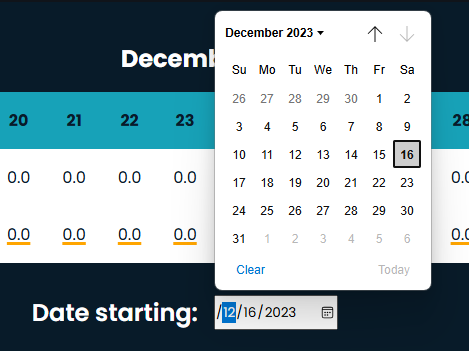 December 2023
Decemb
Su Mo Tu We Th Fr Sa
26 27 28 29 30 1 2
3 4 5 6 7 8 9
20 21 22 23 28
10 11 12 13 14 15 16
0.0 0.0 0.0 0.0 0.0
17 18 19 20 21 22 23
24 25 26 27 28 29 30
0.0 0.0 0.0 0.0 0.0
31 1 2 3 4 5 6
Clear Today
Date starting: /12/16/2023